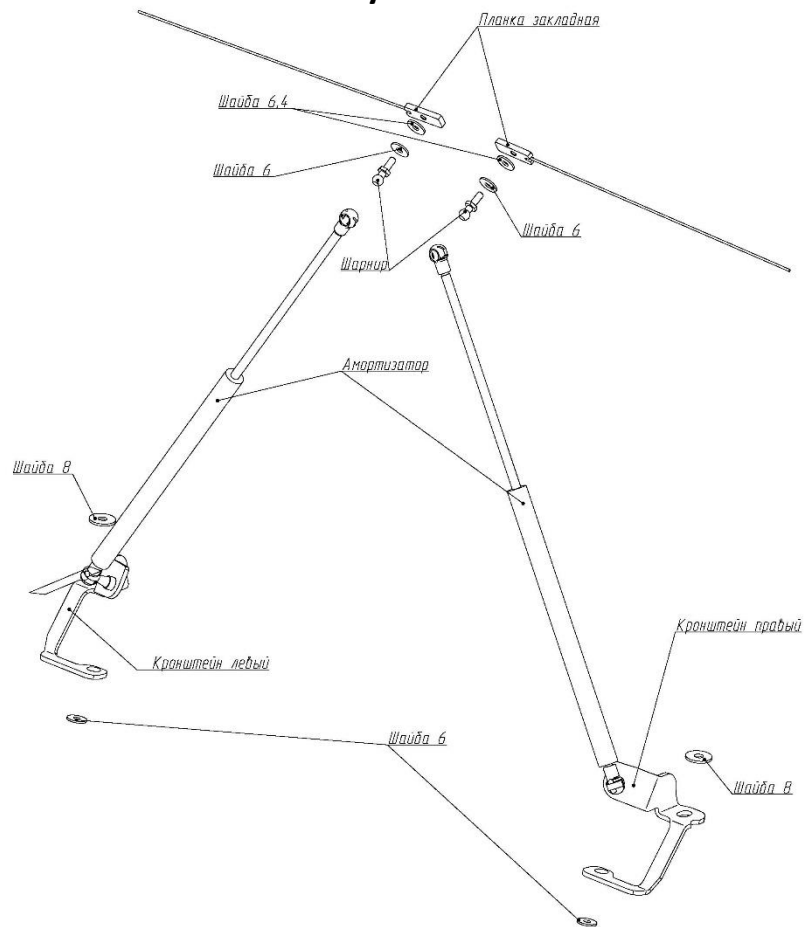 Планка закладная
Шайба 6,4
Шайба 6
Шайба 6
Шарнир
Амортизатор
Шайба 8
Кронштейн правый
Кронштейн левый
Шайба 6
Шайба 8